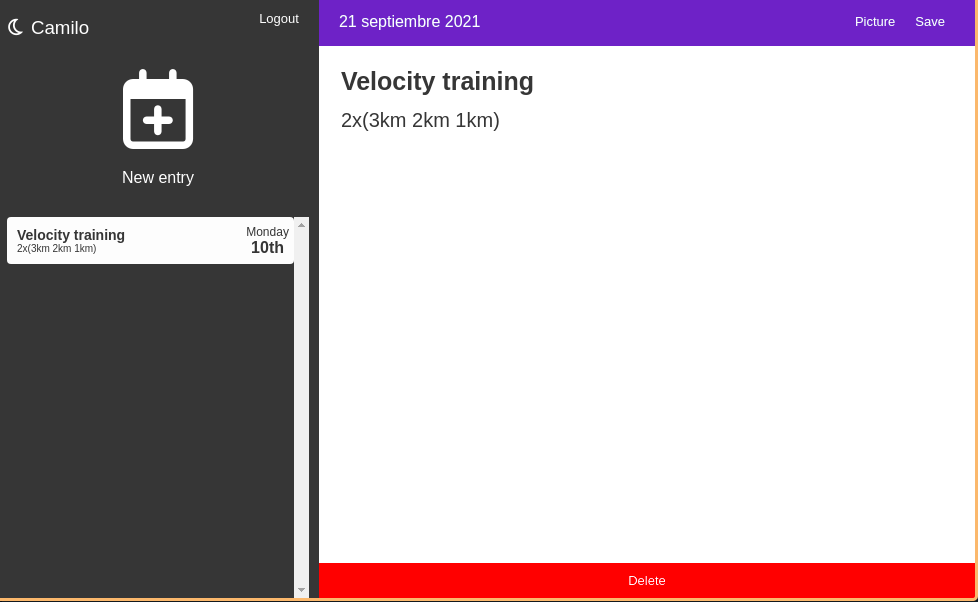 Camilo
Logout
New entry
Velocity training
2x(3km 2km 1km)
Monday
10th
21 septiembre 2021
Picture
Save
Velocity training
2x(3km 2km 1km)
Delete